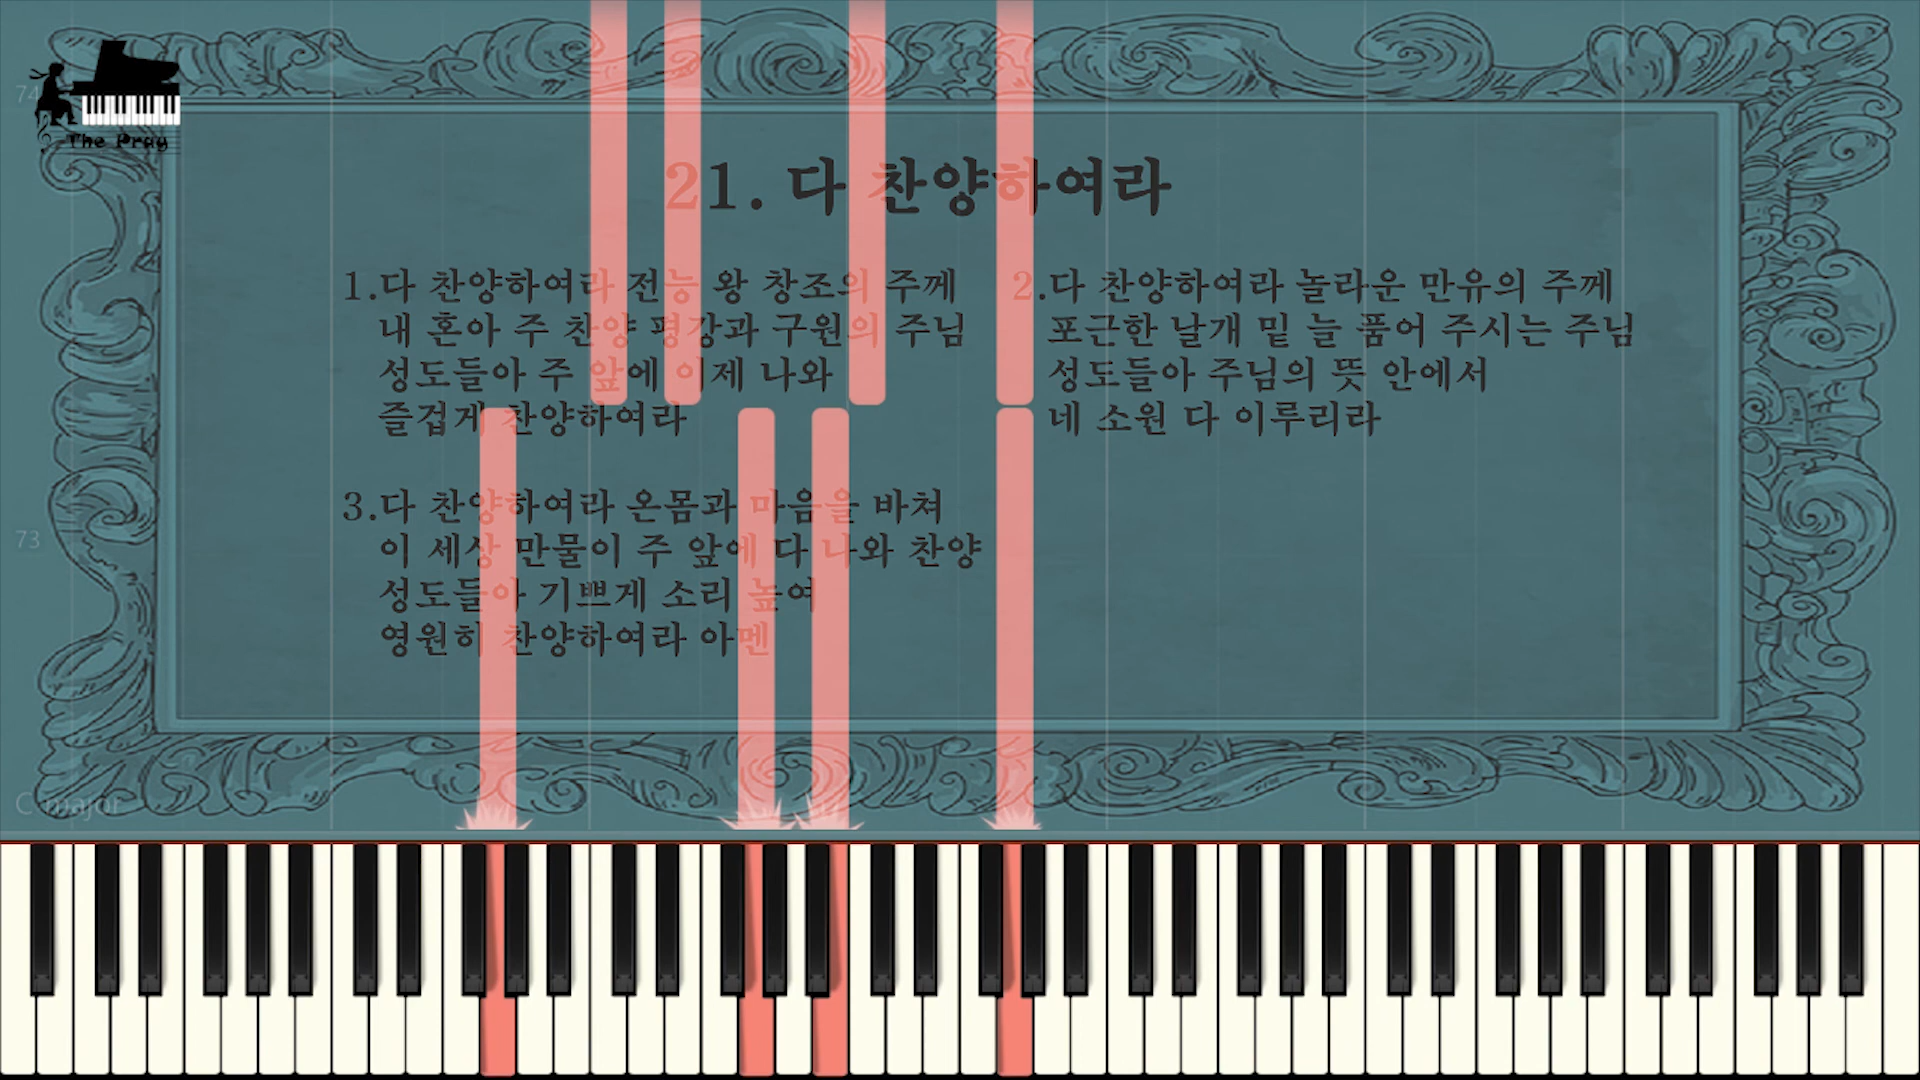 74
The Pray
21. 다 찬양하여라
1.다 찬양하여라 전능 왕 창조의 주께
내 혼아 주 찬양 평강과 구원의 주님
성도들아 주 앞에 이제 나와
즐겁게 찬양하여라
2.다 찬양하여라 놀라운 만유의 주께
포근한 날개 밑 늘 품어 주시는 주님
성도들아 주님의 뜻 안에서
네 소원 다 이루리라
3.다 찬양하여라 온몸과 마음을 바쳐
이 세상 만물이 주 앞에 다 나와 찬양
성도들아 기쁘게 소리 높여
영원히 찬양하여라 아멘
73
C major